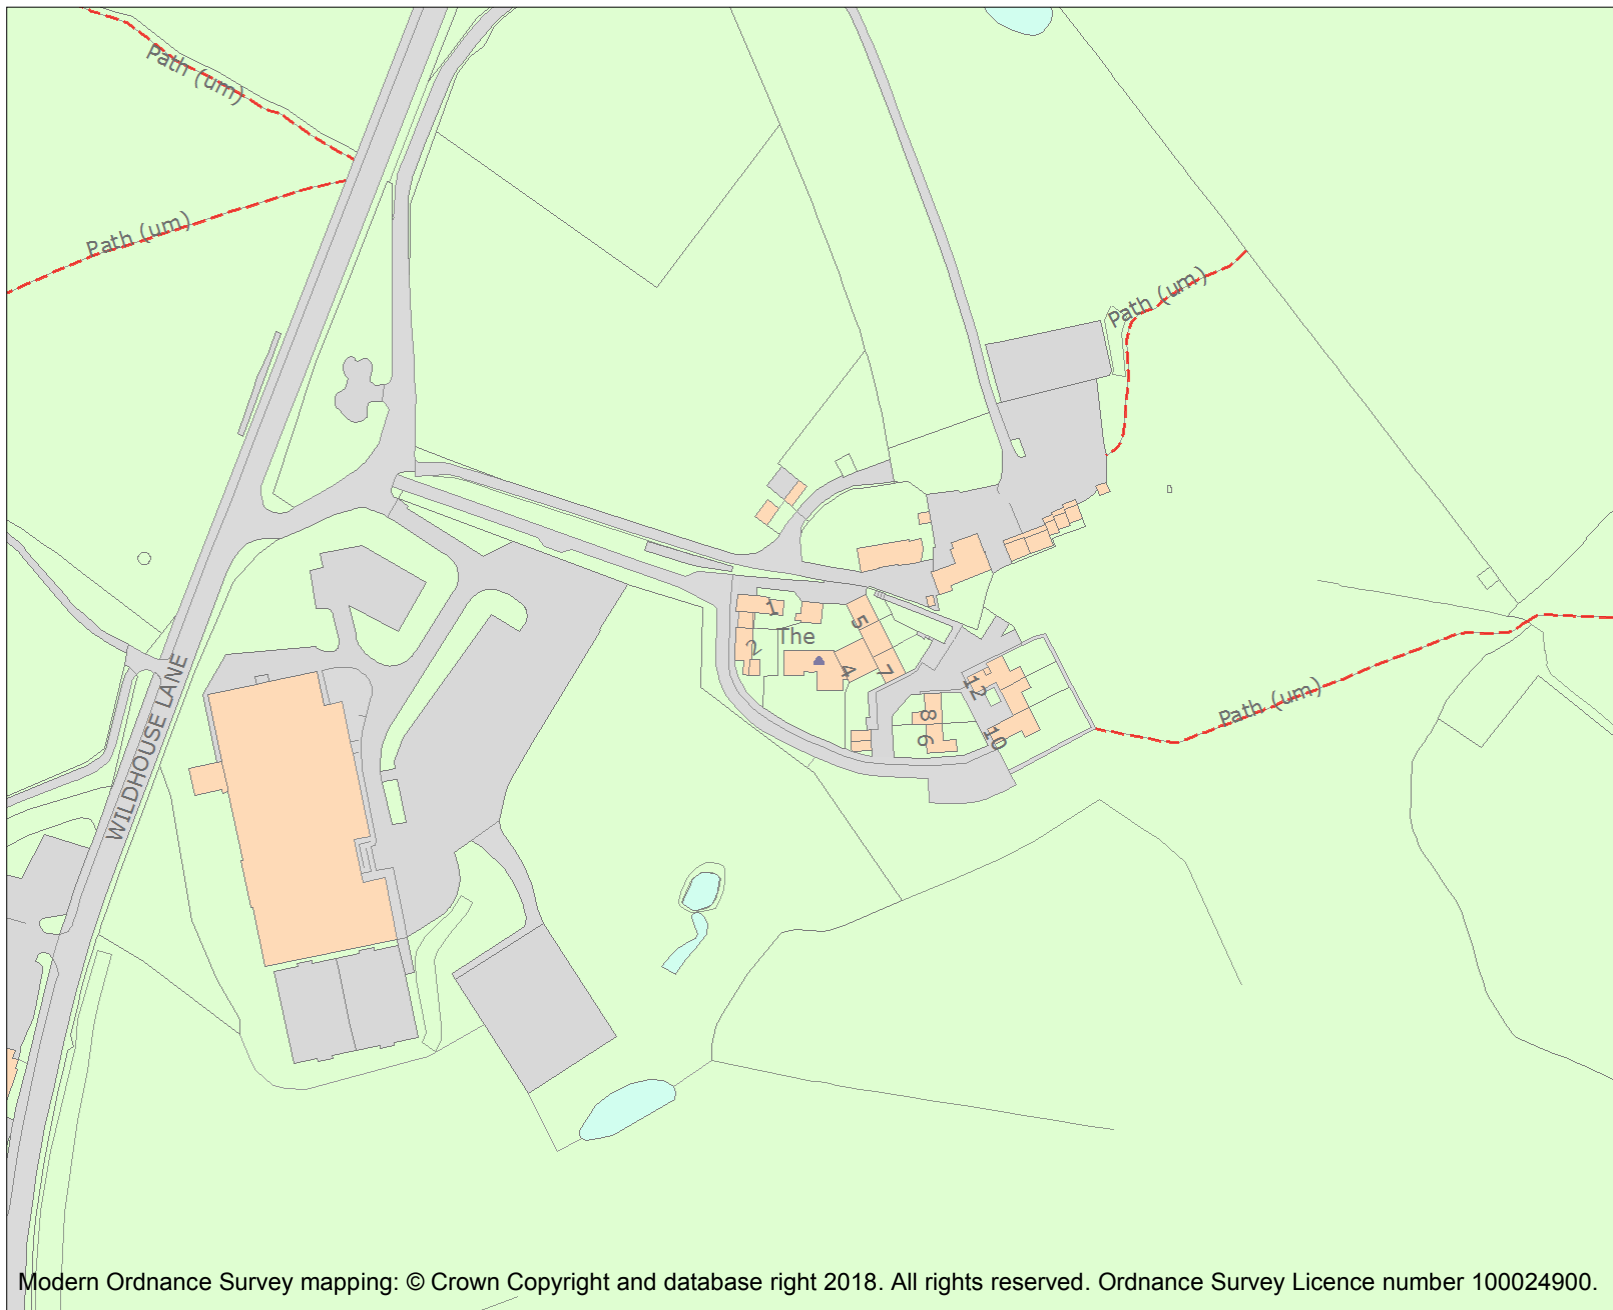 Path (um)
Path (um)
Path (um)
1
5
The
2
4
7
12
WILDHOUSE LANE
Path (um)
8
6
10
Modern Ordnance Survey mapping: © Crown Copyright and database right 2018. All rights reserved. Ordnance Survey Licence number 100024900.